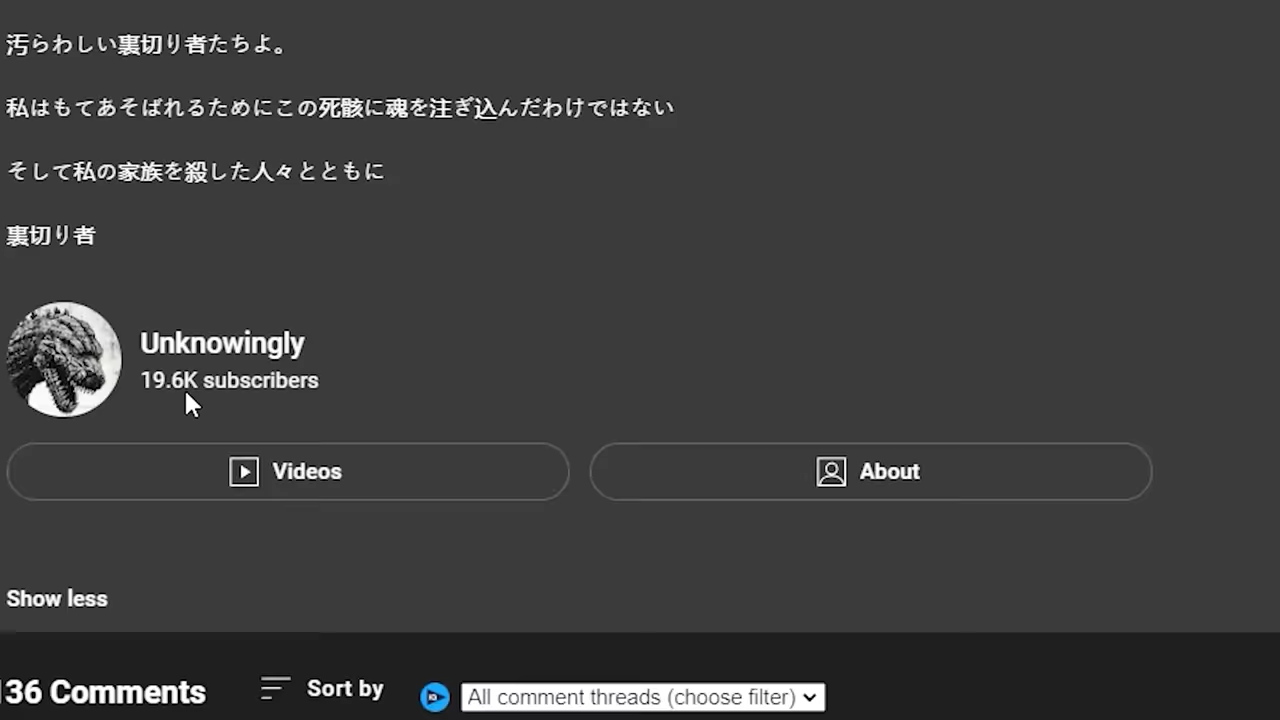 汚らわしい裏切り者たちよ。
私はもてあそばれるためにこの死骸に魂を注ぎ込んだわけではない
そして私の家族を殺した人々とともに
裏切り者
Unknowingly
19.6K subscribers
Videos
About
Show less
136 Comments
Sort by
All comment threads (choose filter)